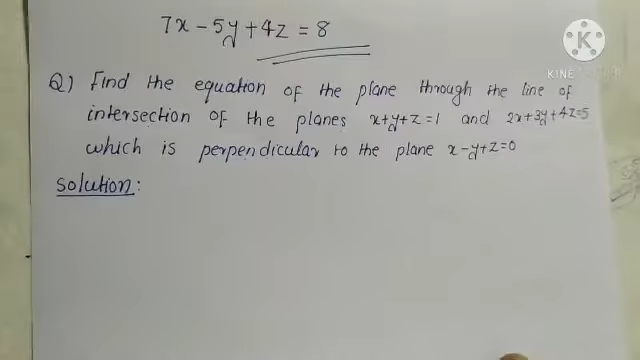 7x - 5y + 4z = 8
Q) Find the equation of the plane through the line of
intersection of the planes x+y+z=1 and 2x+3y+4z=5
which is perpendicular to the plane x-y+z=0
Solution:
K
KINE